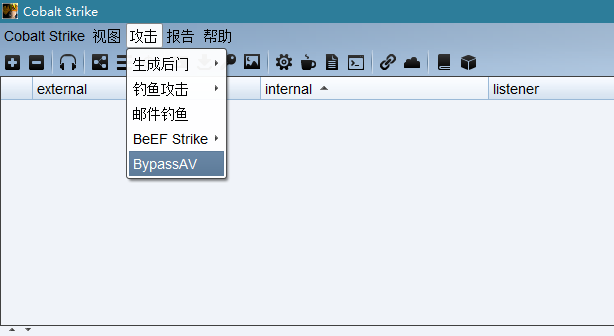 Cobalt Strike
Cobalt Strike 视图 攻击 报告 帮助
生成后门
钓鱼攻击
邮件钓鱼
BeEF Strike
BypassAV
external internal listener